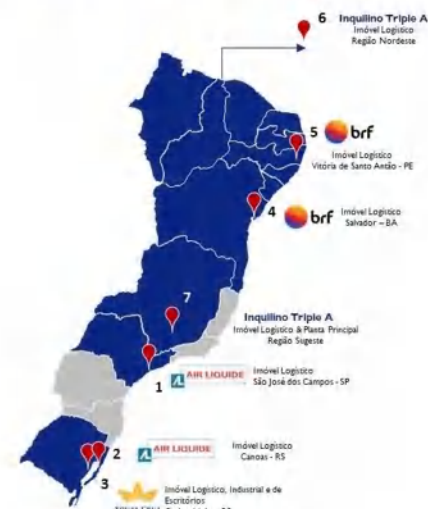 6 Inquilino Triple A
Imóvel Logístico
Região Nordeste
5 brf
Imóvel Logístico
Vitória de Santo Antão - PE
4 brf
Imóvel Logístico
Salvador – BA
7
Inquilino Triple A
Imóvel Logístico & Planta Principal
Região Sugeste
1 AIR LIQUIDE
Imóvel Logístico
São José dos Campos - SP
2 AIR LIQUIDE
Imóvel Logístico
Canoas - RS
3
Imóvel Logístico, Industrial e de
Escritórios